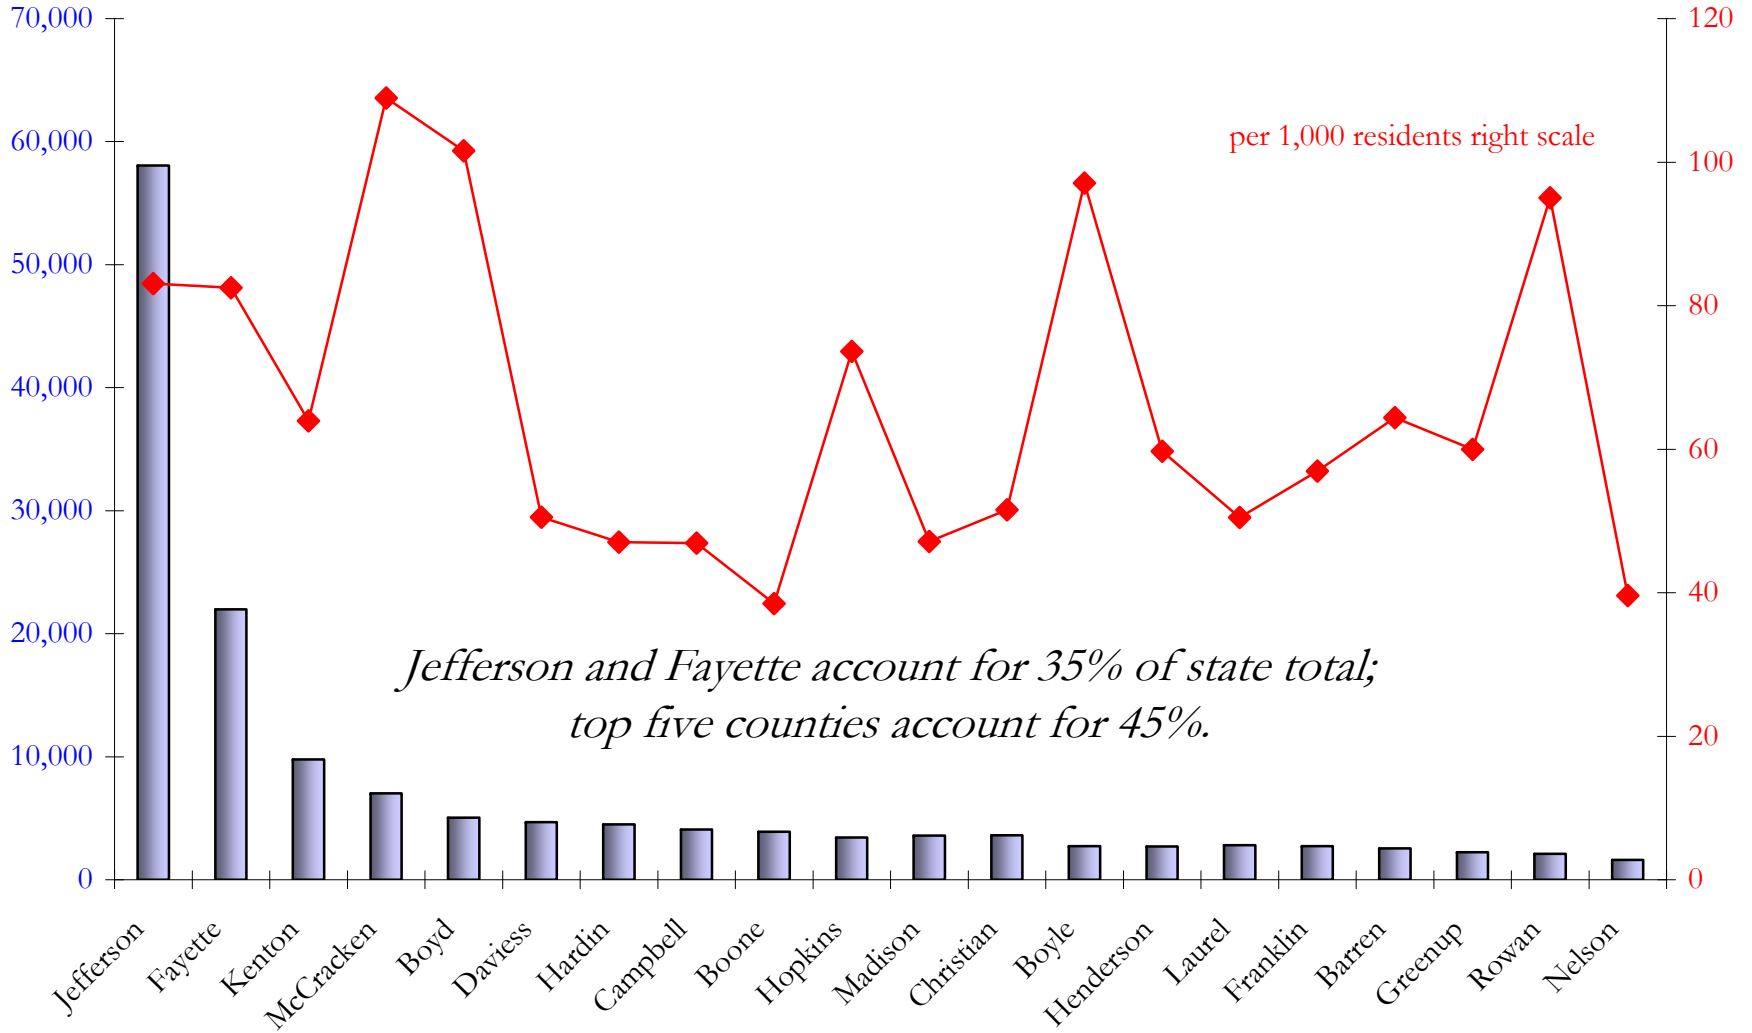 70,000
60,000
50,000
40,000
30,000
20,000
10,000
0
120
100
80
60
40
20
0
per 1,000 residents right scale
Jefferson and Fayette account for 35% of state total;
top five counties account for 45%.
Jefferson
Fayette
Kenton
McCracken
Boyd
Daviess
Hardin
Campbell
Boone
Hopkins
Madison
Christian
Boyle
Henderson
Laurel
Franklin
Barren
Greenup
Rowan
Nelson